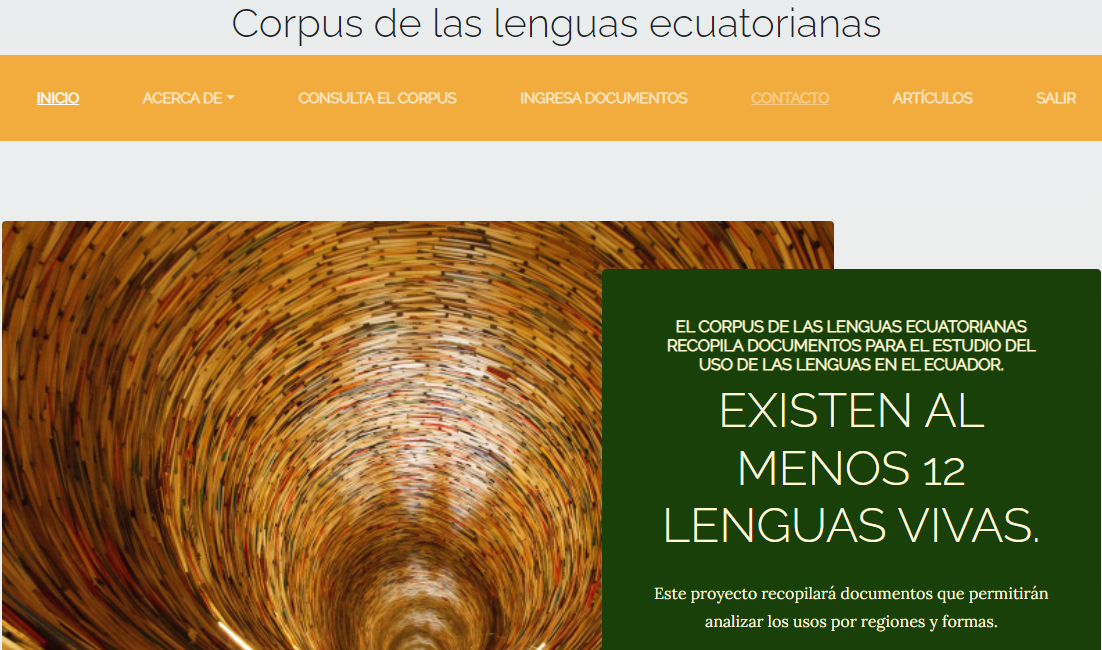 Corpus de las lenguas ecuatorianas
INICIO ACERCA DE CONSULTA EL CORPUS INGRESA DOCUMENTOS CONTACTO ARTÍCULOS SALIR
EL CORPUS DE LAS LENGUAS ECUATORIANAS
RECOPILA DOCUMENTOS PARA EL ESTUDIO DEL
USO DE LAS LENGUAS EN EL ECUADOR.
EXISTEN AL
MENOS 12
LENGUAS VIVAS.
Este proyecto recopilará documentos que permitirán
analizar los usos por regiones y formas.